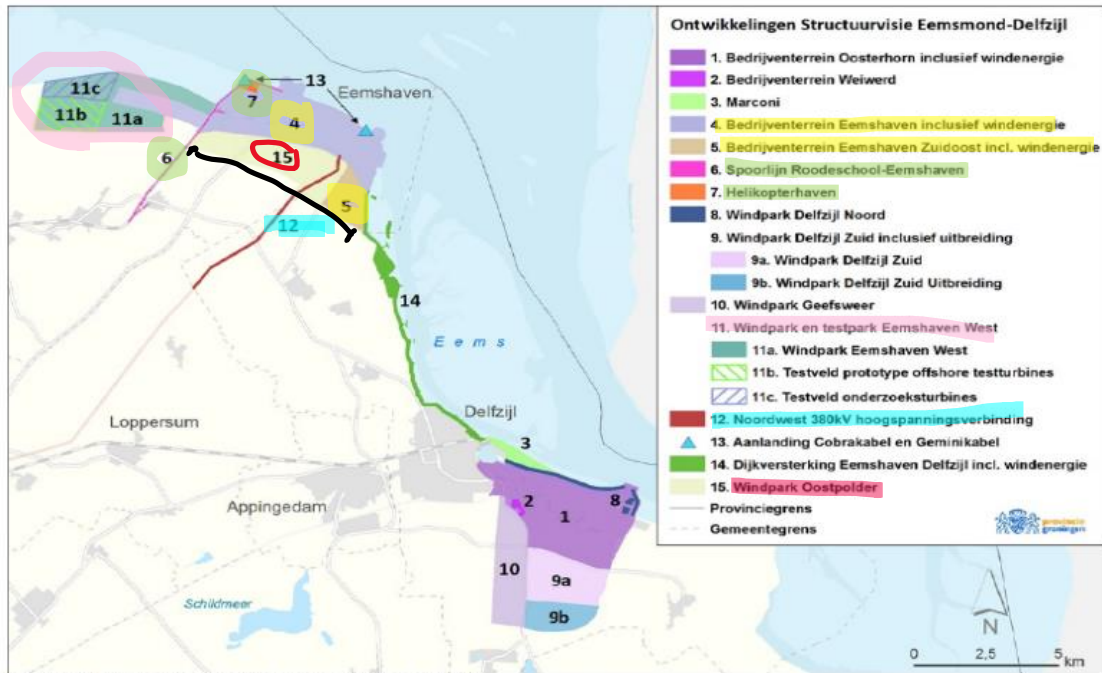 Ontwikkelingen Structuurvisie Eemsmond-Delfzijl
1. Bedrijventerrein Oosterhorn inclusief windenergie
2. Bedrijventerrein Weiwerd
3. Marconi
4. Bedrijventerrein Eemshaven inclusief windenergie
5. Bedrijventerrein Eemshaven Zuidoost incl. windenergie
6. Spoorlijn Roodeschool-Eemshaven
7. Helikopterhaven
8. Windpark Delfzijl Noord
9. Windpark Delfzijl Zuid inclusief uitbreiding
9a. Windpark Delfzijl Zuid
9b. Windpark Delfzijl Zuid Uitbreiding
10. Windpark Geefsweer
11. Windpark en testpark Eemshaven West
11a. Windpark Eemshaven West
11b. Testveld prototype offshore testturbines
11c. Testveld onderzoeksturbines
12. Noordwest 380kV hoogspanningsverbinding
13. Aanlanding Cobrakabel en Geminikabel
14. Dijkversterking Eemshaven Delfzijl incl. windenergie
15. Windpark Oostpolder
Provinciegrens
Gemeentegrens
provincie
groningen
11c
11b
11a
13
Eemshaven
7
4
6
15
5
12
14
Eems
Delfzijl
Loppersum
3
Appingedam
2
1
8
10
9a
9b
Schildmeer
N
0 2,5 5
km